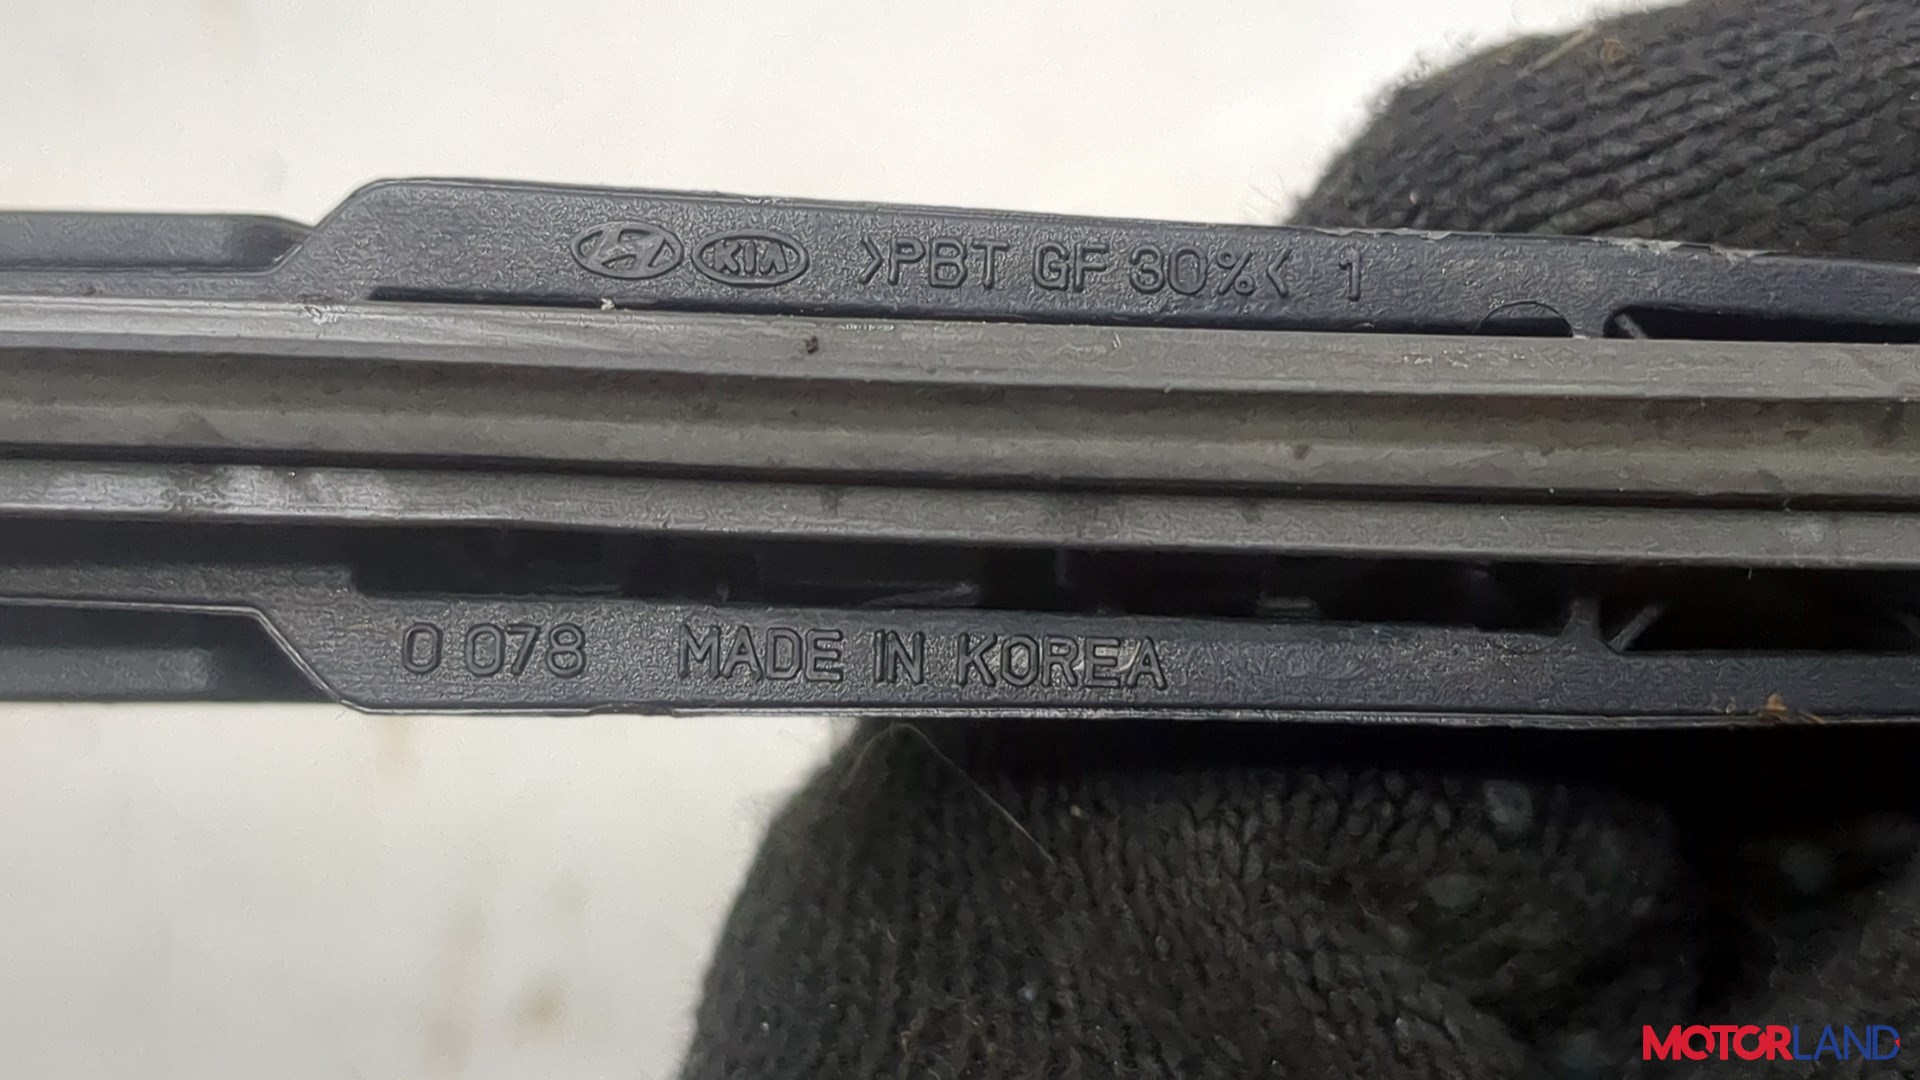 KIA >PBT GF 30%< 1
0 078 MADE IN KOREA
MOTORLAND